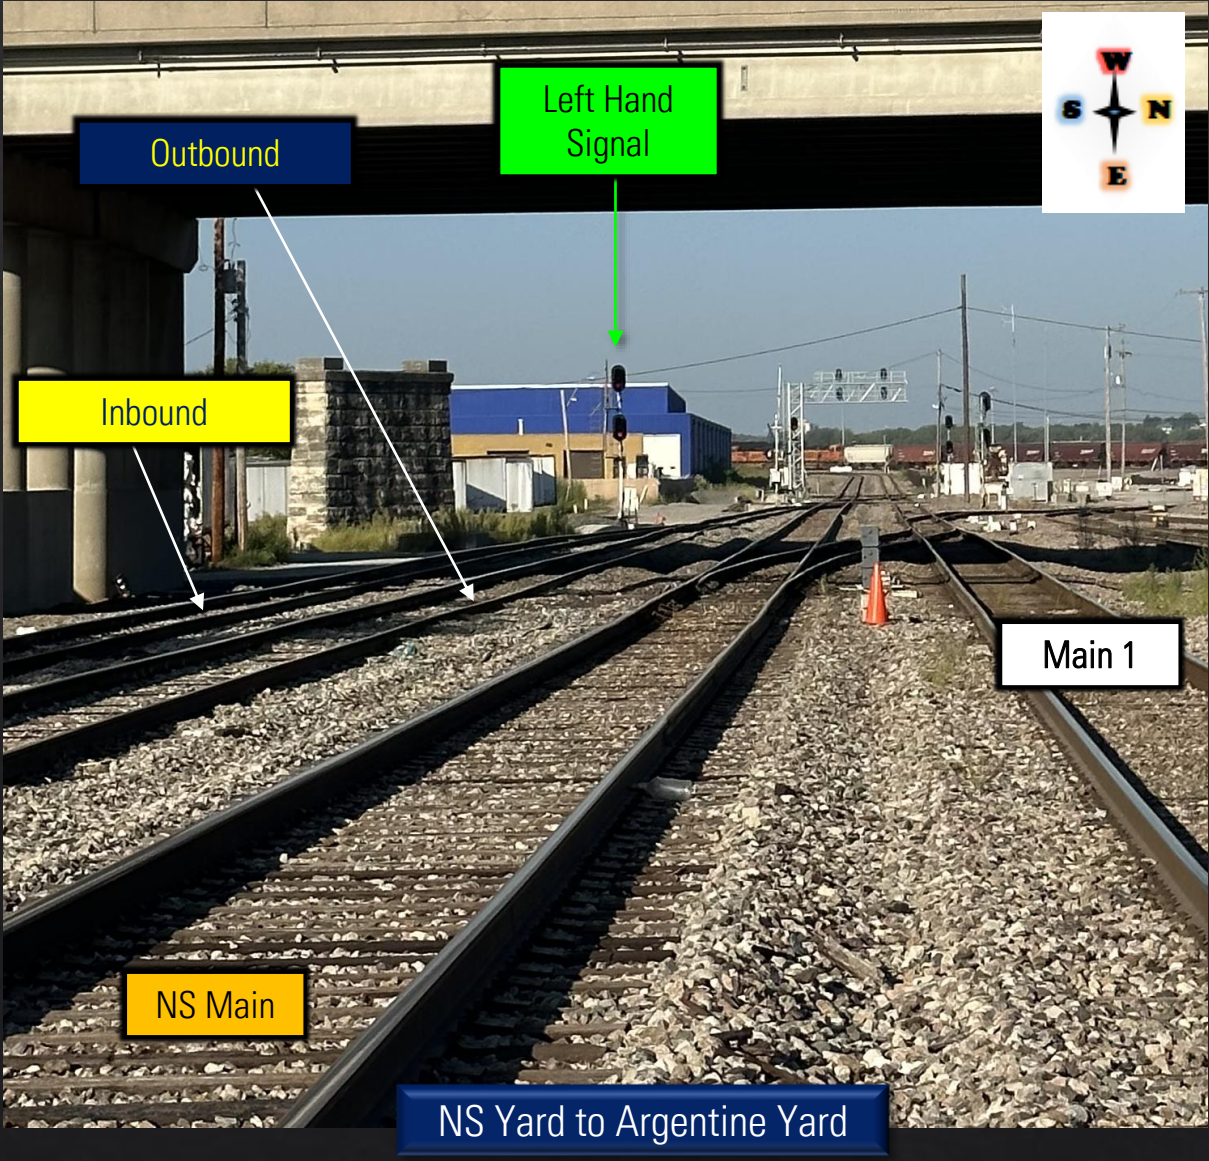 Left Hand
Signal
Outbound
W
S N
E
Inbound
Main 1
NS Main
NS Yard to Argentine Yard